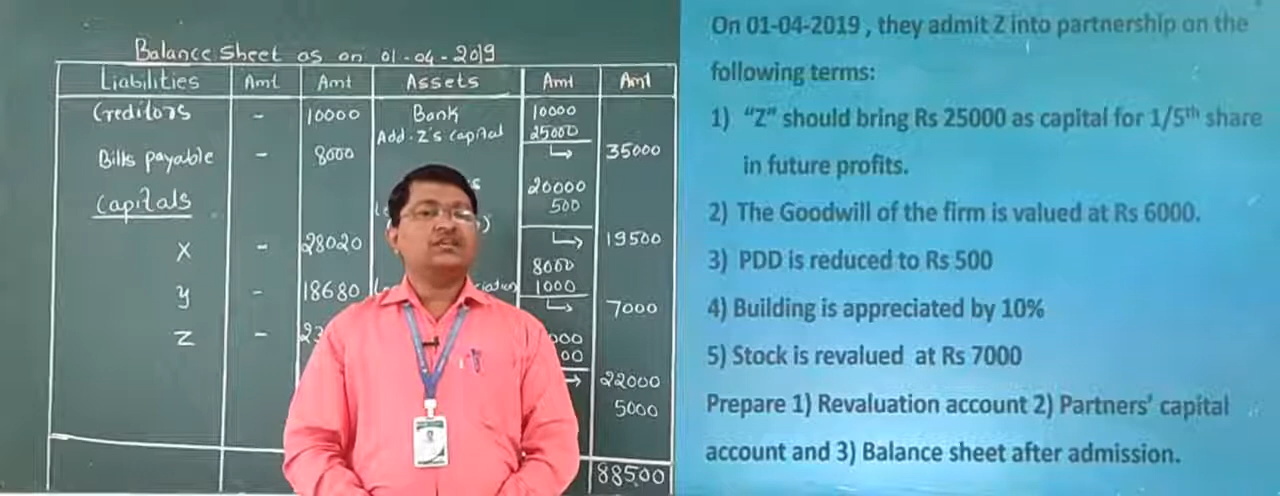 Balance sheet as on 01-04-2019
Liabilities Amt Amt Assets Amt Amt
Creditors - 10000 Bank 10000
Add. Z's capital 25000
Bills payable - 8000 35000
20000
Capitals 500
X - 28020 19500
8000
Y - 18680 1000
7000
Z -
22000
5000
88500
On 01-04-2019 , they admit Z into partnership on the
following terms:
1) “Z” should bring Rs 25000 as capital for 1/5th share
in future profits.
2) The Goodwill of the firm is valued at Rs 6000.
3) PDD is reduced to Rs 500
4) Building is appreciated by 10%
5) Stock is revalued at Rs 7000
Prepare 1) Revaluation account 2) Partners’ capital
account and 3) Balance sheet after admission.